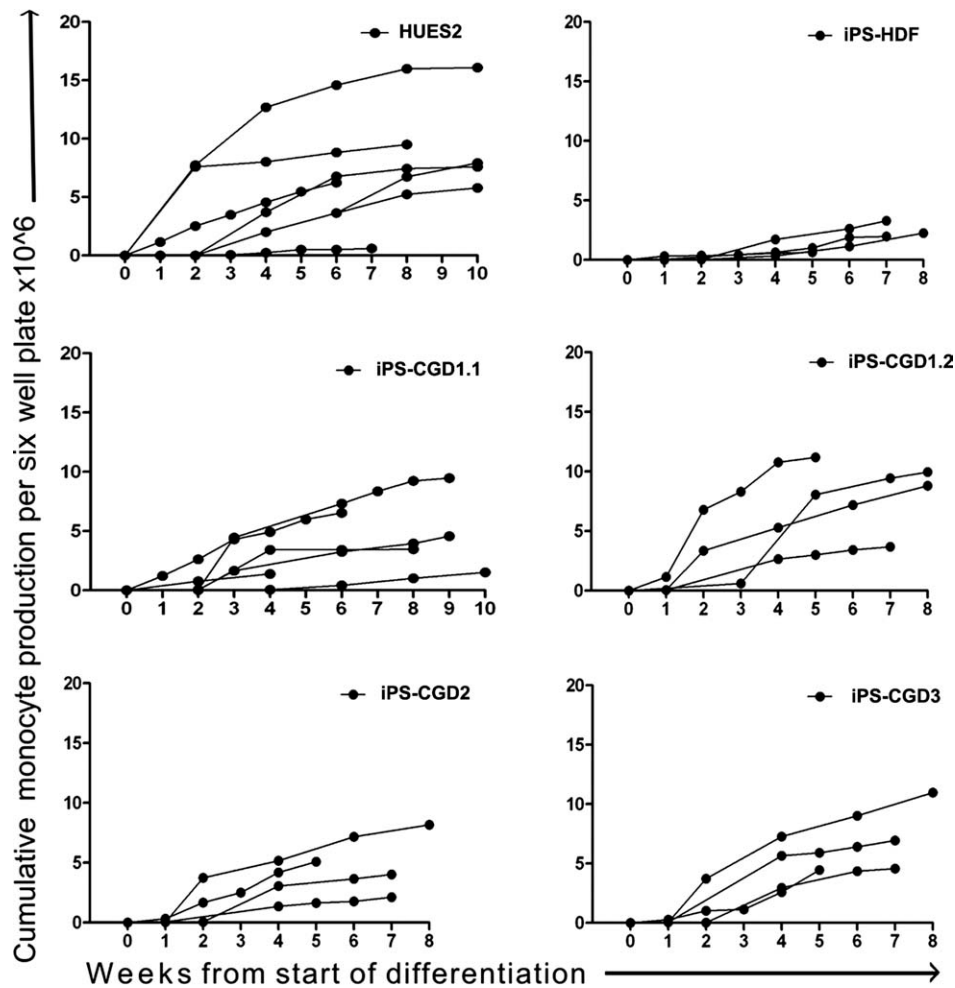 Cumulative monocyte production per six well plate x10^6
HUES2
20
15
10
5
0
0 1 2 3 4 5 6 7 8 9 10
iPS-HDF
20
15
10
5
0
0 1 2 3 4 5 6 7 8
iPS-CGD1.1
20
15
10
5
0
0 1 2 3 4 5 6 7 8 9 10
iPS-CGD1.2
20
15
10
5
0
0 1 2 3 4 5 6 7 8
iPS-CGD2
20
15
10
5
0
0 1 2 3 4 5 6 7 8
iPS-CGD3
20
15
10
5
0
0 1 2 3 4 5 6 7 8
Weeks from start of differentiation